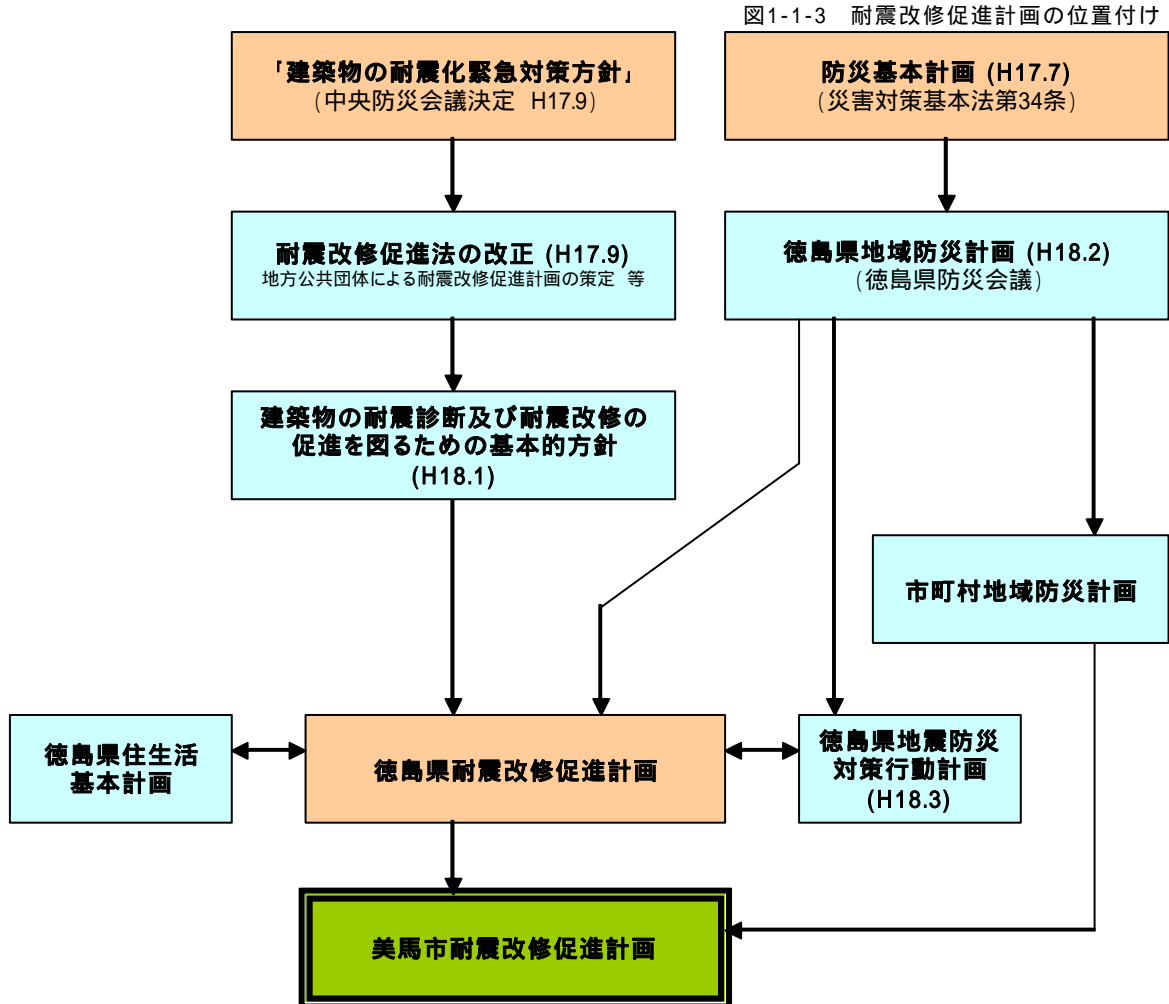 図1-1-3 耐震改修促進計画の位置付け
「建築物の耐震化緊急対策方針」
(中央防災会議決定 H17.9)
防災基本計画 (H17.7)
(災害対策基本法第34条)
耐震改修促進法の改正 (H17.9)
地方公共団体による耐震改修促進計画の策定 等
徳島県地域防災計画 (H18.2)
(徳島県防災会議)
建築物の耐震診断及び耐震改修の
促進を図るための基本的方針
(H18.1)
市町村地域防災計画
徳島県住生活
基本計画
徳島県耐震改修促進計画
徳島県地震防災
対策行動計画
(H18.3)
美馬市耐震改修促進計画